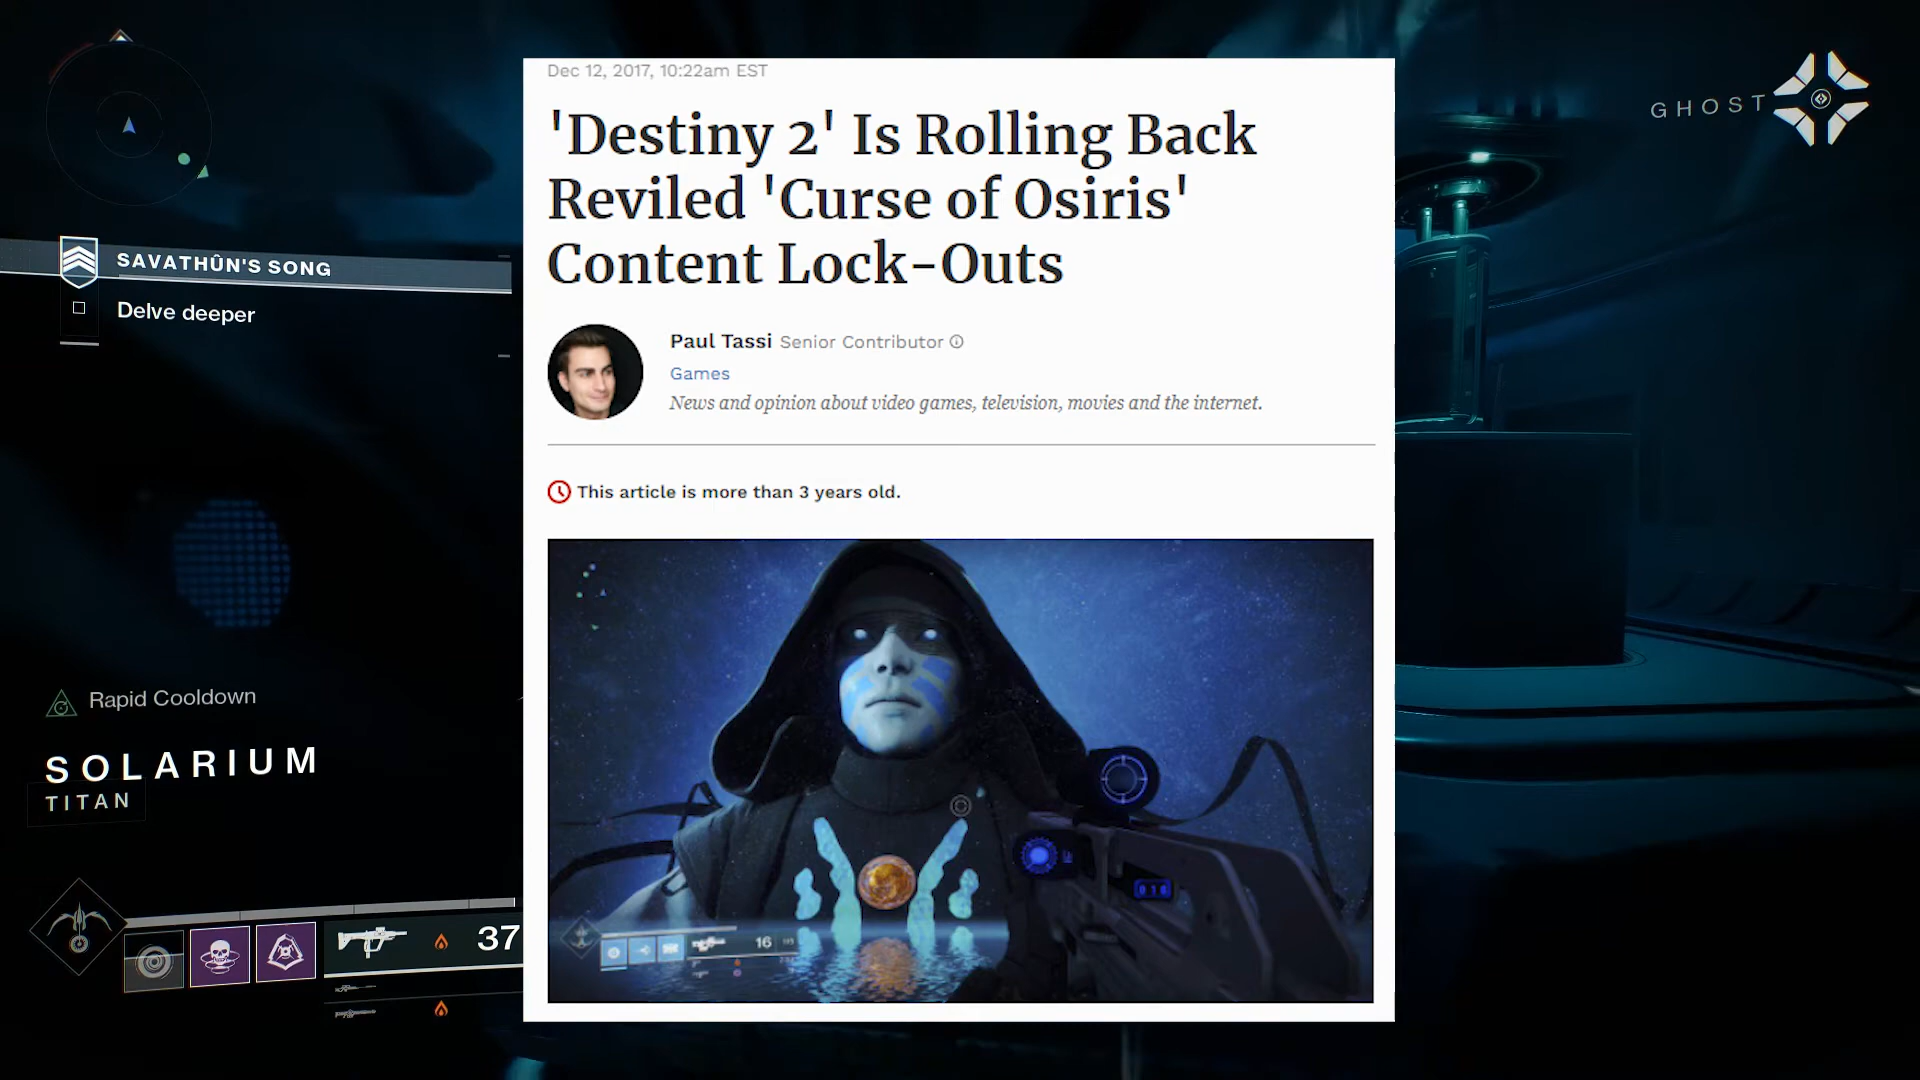 Dec 12, 2017, 10:22am EST
'Destiny 2' Is Rolling Back
Reviled 'Curse of Osiris'
Content Lock-Outs
Paul Tassi Senior Contributor
Games
News and opinion about video games, television, movies and the internet.
This article is more than 3 years old.
GHOST
SAVATHÛN'S SONG
Delve deeper
Rapid Cooldown
SOLARIUM
TITAN
37
16
016